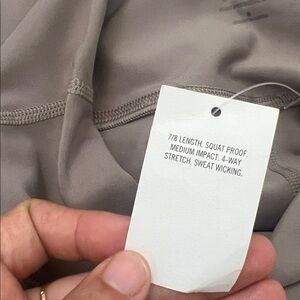 7/8 LENGTH. SQUAT PROOF.
MEDIUM IMPACT. 4-WAY
STRETCH. SWEAT WICKING.